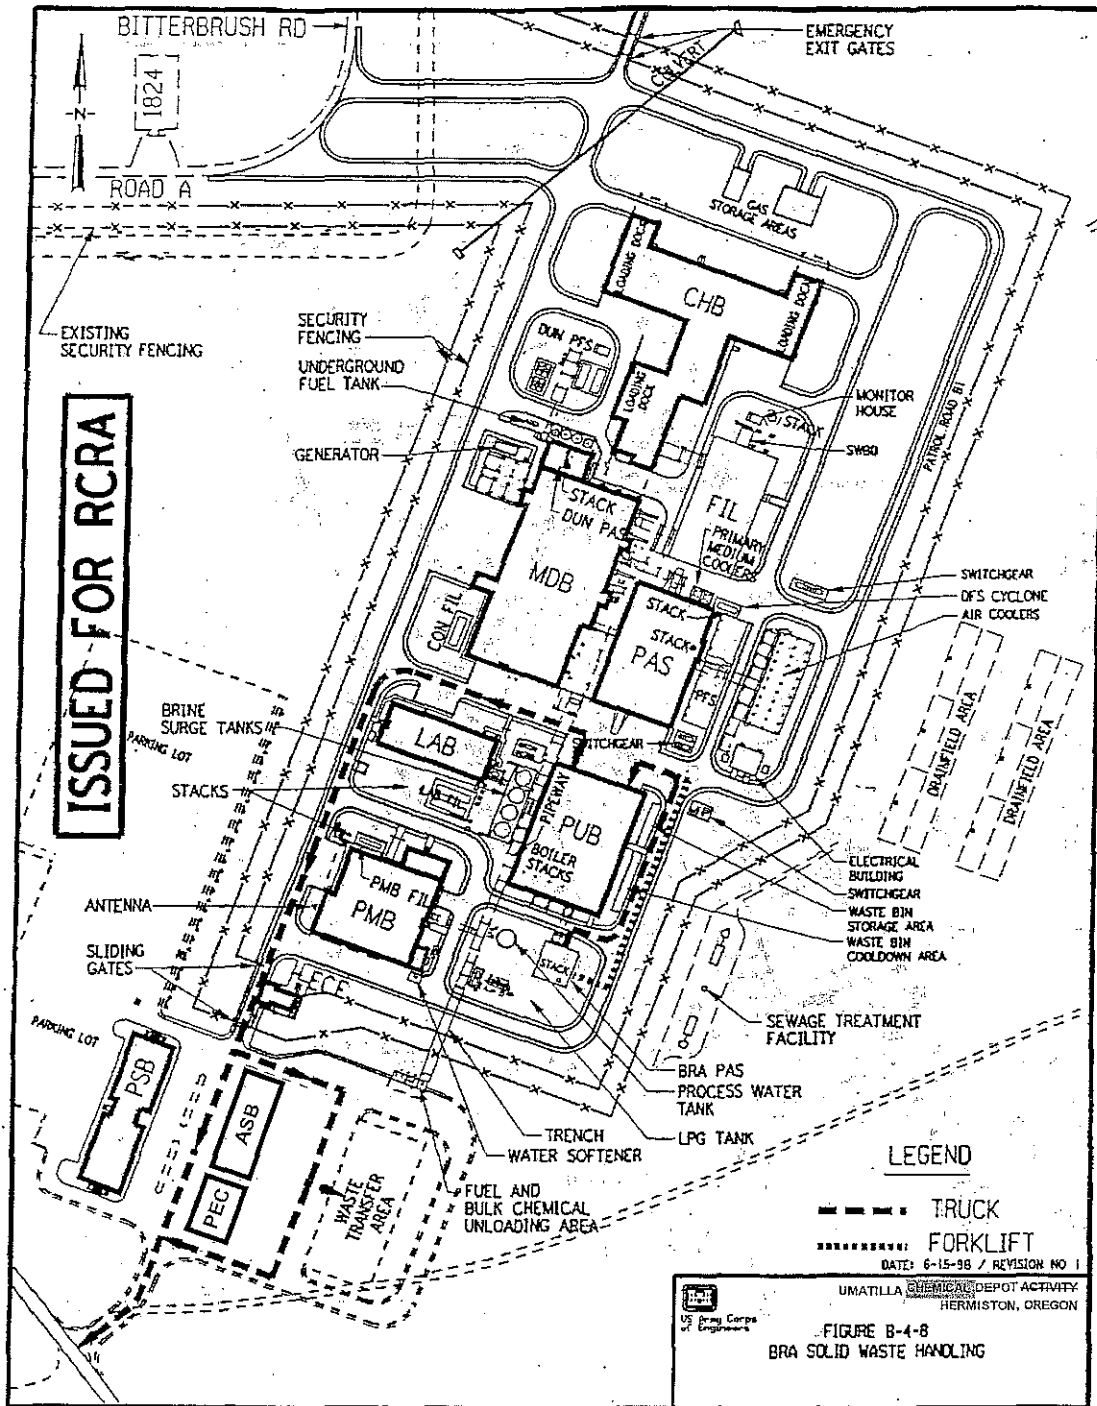 BITTERBRUSH RD
EMERGENCY
EXIT GATES
CULVERT
1824
-N-
ROAD A
GAS
STORAGE AREAS
LOADING DOCK
CHB
LOADING DOCK
EXISTING
SECURITY FENCING
SECURITY
FENCING
DUN PFS
UNDERGROUND
FUEL TANK
LOADING
DOCK
MONITOR
HOUSE
STACK
PATROL ROAD B1
GENERATOR
ISSUED FOR RCRA
STACK
DUN PAS
FIL
PRIMARY
MEDIUM
COOLERS
MDB
SWITCHGEAR
DFS CYCLONE
AIR COOLERS
CON FIL
STACK
STACK
PAS
PFS
BRINE
SURGE TANKS
PARKING LOT
LAB
SWITCHGEAR
DRAINFIELD AREA
DRAINFIELD AREA
STACKS
LAB FIL
PIPEWAY
PUB
BOILER
STACKS
ELECTRICAL
BUILDING
SWITCHGEAR
WASTE BIN
STORAGE AREA
WASTE BIN
COOLDOWN AREA
ANTENNA
PMB FIL
PMB
SLIDING
GATES
ECF
STACK
PARKING LOT
SEWAGE TREATMENT
FACILITY
PSB
BRA PAS
PROCESS WATER
TANK
ASB
TRENCH
WATER SOFTENER
LPG TANK
PEC
WASTE
TRANSFER
AREA
FUEL AND
BULK CHEMICAL
UNLOADING AREA
LEGEND
TRUCK
FORKLIFT
DATE: 6-15-98 / REVISION NO 1
US Army Corps
of Engineers
UMATILLA CHEMICAL DEPOT ACTIVITY
HERMISTON, OREGON
FIGURE B-4-8
BRA SOLID WASTE HANDLING